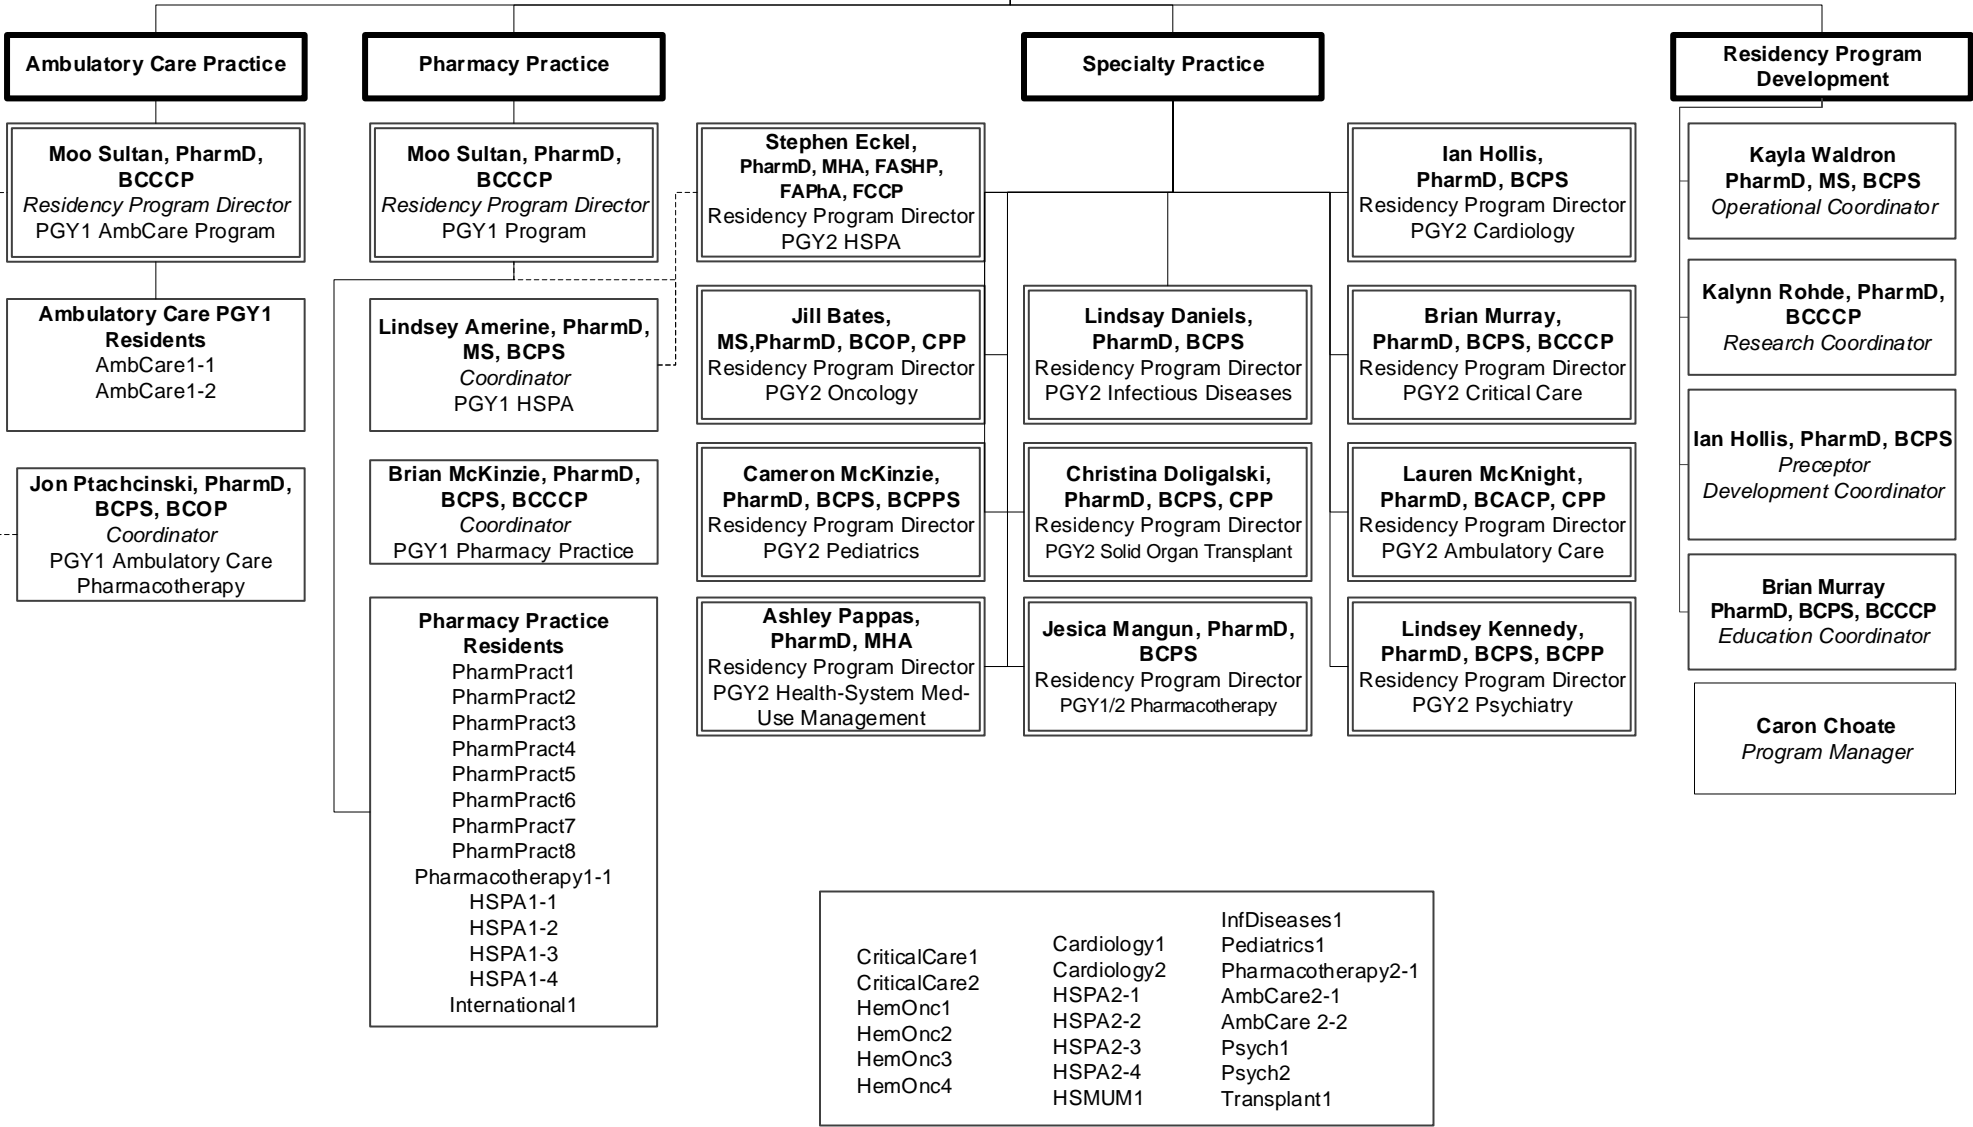 Ambulatory Care Practice
Pharmacy Practice
Specialty Practice
Residency Program
Development
Moo Sultan, PharmD,
BCCCP
Residency Program Director
PGY1 AmbCare Program
Ambulatory Care PGY1
Residents
AmbCare1-1
AmbCare1-2
Jon Ptachcinski, PharmD,
BCPS, BCOP
Coordinator
PGY1 Ambulatory Care
Pharmacotherapy
Moo Sultan, PharmD,
BCCCP
Residency Program Director
PGY1 Program
Lindsey Amerine, PharmD,
MS, BCPS
Coordinator
PGY1 HSPA
Brian McKinzie, PharmD,
BCPS, BCCCP
Coordinator
PGY1 Pharmacy Practice
Pharmacy Practice
Residents
PharmPract1
PharmPract2
PharmPract3
PharmPract4
PharmPract5
PharmPract6
PharmPract7
PharmPract8
Pharmacotherapy1-1
HSPA1-1
HSPA1-2
HSPA1-3
HSPA1-4
International1
Stephen Eckel,
PharmD, MHA, FASHP,
FAPhA, FCCP
Residency Program Director
PGY2 HSPA
Jill Bates,
MS,PharmD, BCOP, CPP
Residency Program Director
PGY2 Oncology
Cameron McKinzie,
PharmD, BCPS, BCPPS
Residency Program Director
PGY2 Pediatrics
Ashley Pappas,
PharmD, MHA
Residency Program Director
PGY2 Health-System Med-
Use Management
Lindsay Daniels,
PharmD, BCPS
Residency Program Director
PGY2 Infectious Diseases
Christina Doligalski,
PharmD, BCPS, CPP
Residency Program Director
PGY2 Solid Organ Transplant
Jesica Mangun, PharmD,
BCPS
Residency Program Director
PGY1/2 Pharmacotherapy
Ian Hollis,
PharmD, BCPS
Residency Program Director
PGY2 Cardiology
Brian Murray,
PharmD, BCPS, BCCCP
Residency Program Director
PGY2 Critical Care
Lauren McKnight,
PharmD, BCACP, CPP
Residency Program Director
PGY2 Ambulatory Care
Lindsey Kennedy,
PharmD, BCPS, BCPP
Residency Program Director
PGY2 Psychiatry
Kayla Waldron
PharmD, MS, BCPS
Operational Coordinator
Kalynn Rohde, PharmD,
BCCCP
Research Coordinator
Ian Hollis, PharmD, BCPS
Preceptor
Development Coordinator
Brian Murray
PharmD, BCPS, BCCCP
Education Coordinator
Caron Choate
Program Manager
CriticalCare1
CriticalCare2
HemOnc1
HemOnc2
HemOnc3
HemOnc4
Cardiology1
Cardiology2
HSPA2-1
HSPA2-2
HSPA2-3
HSPA2-4
HSMUM1
InfDiseases1
Pediatrics1
Pharmacotherapy2-1
AmbCare2-1
AmbCare 2-2
Psych1
Psych2
Transplant1